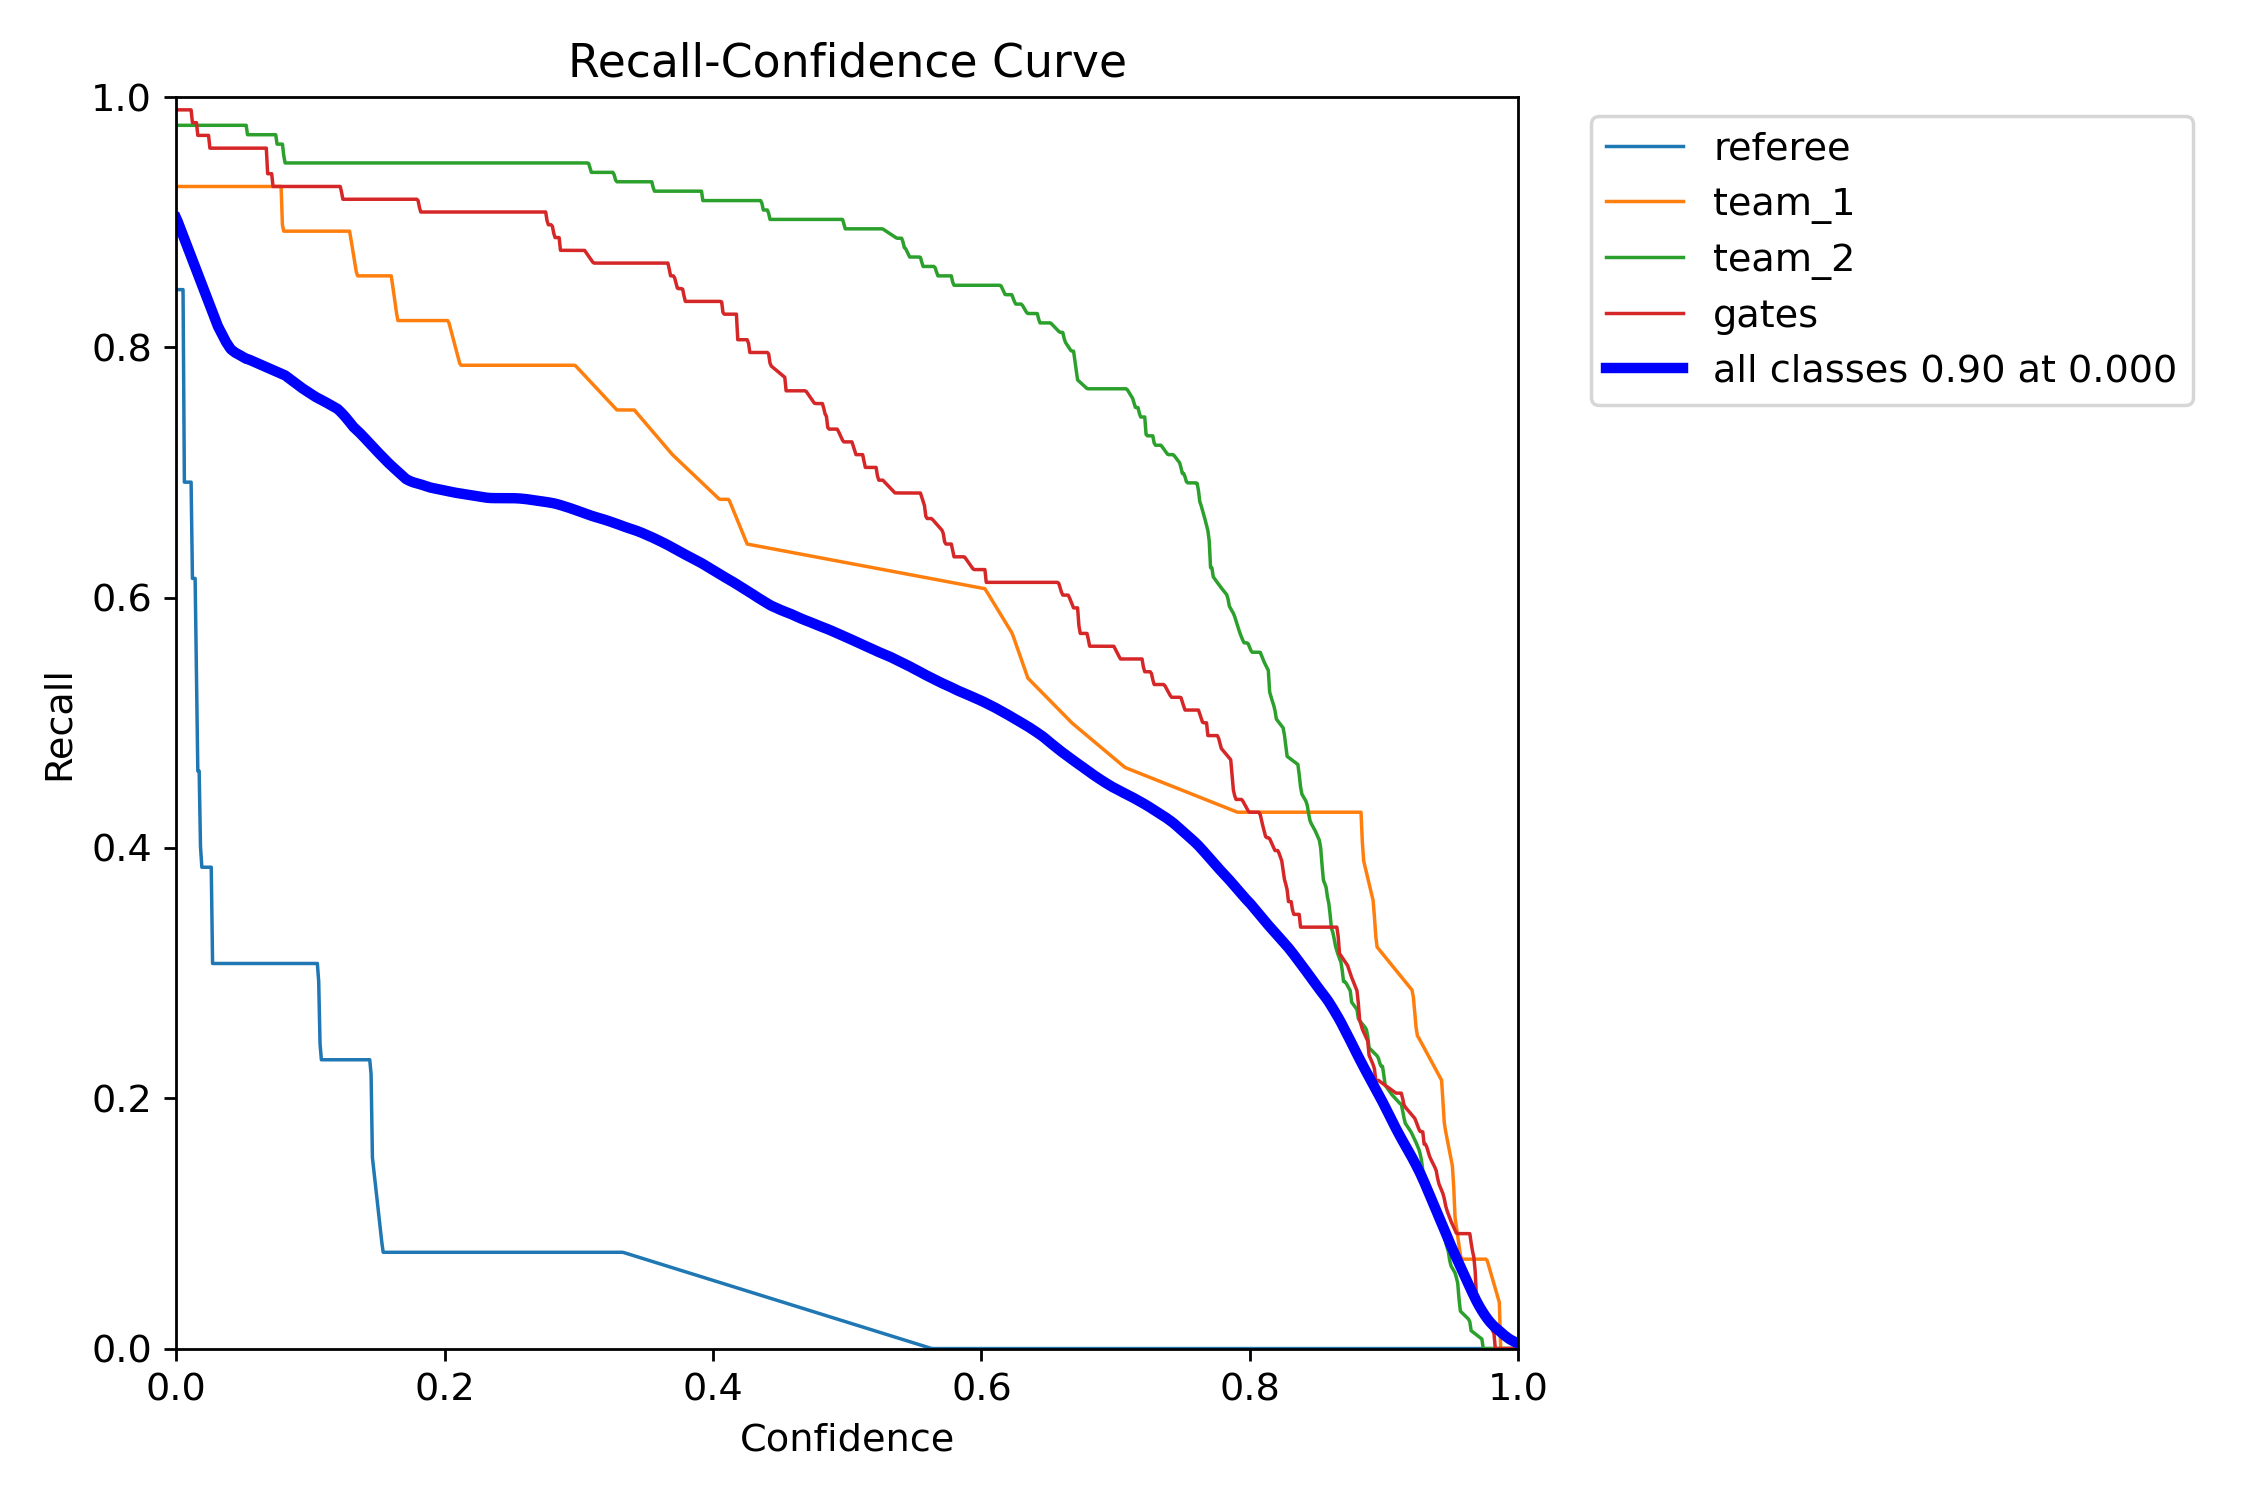 Recall-Confidence Curve
1.0
0.8
0.6
0.4
0.2
0.0
Recall
0.0 0.2 0.4 0.6 0.8 1.0
Confidence
referee
team_1
team_2
gates
all classes 0.90 at 0.000